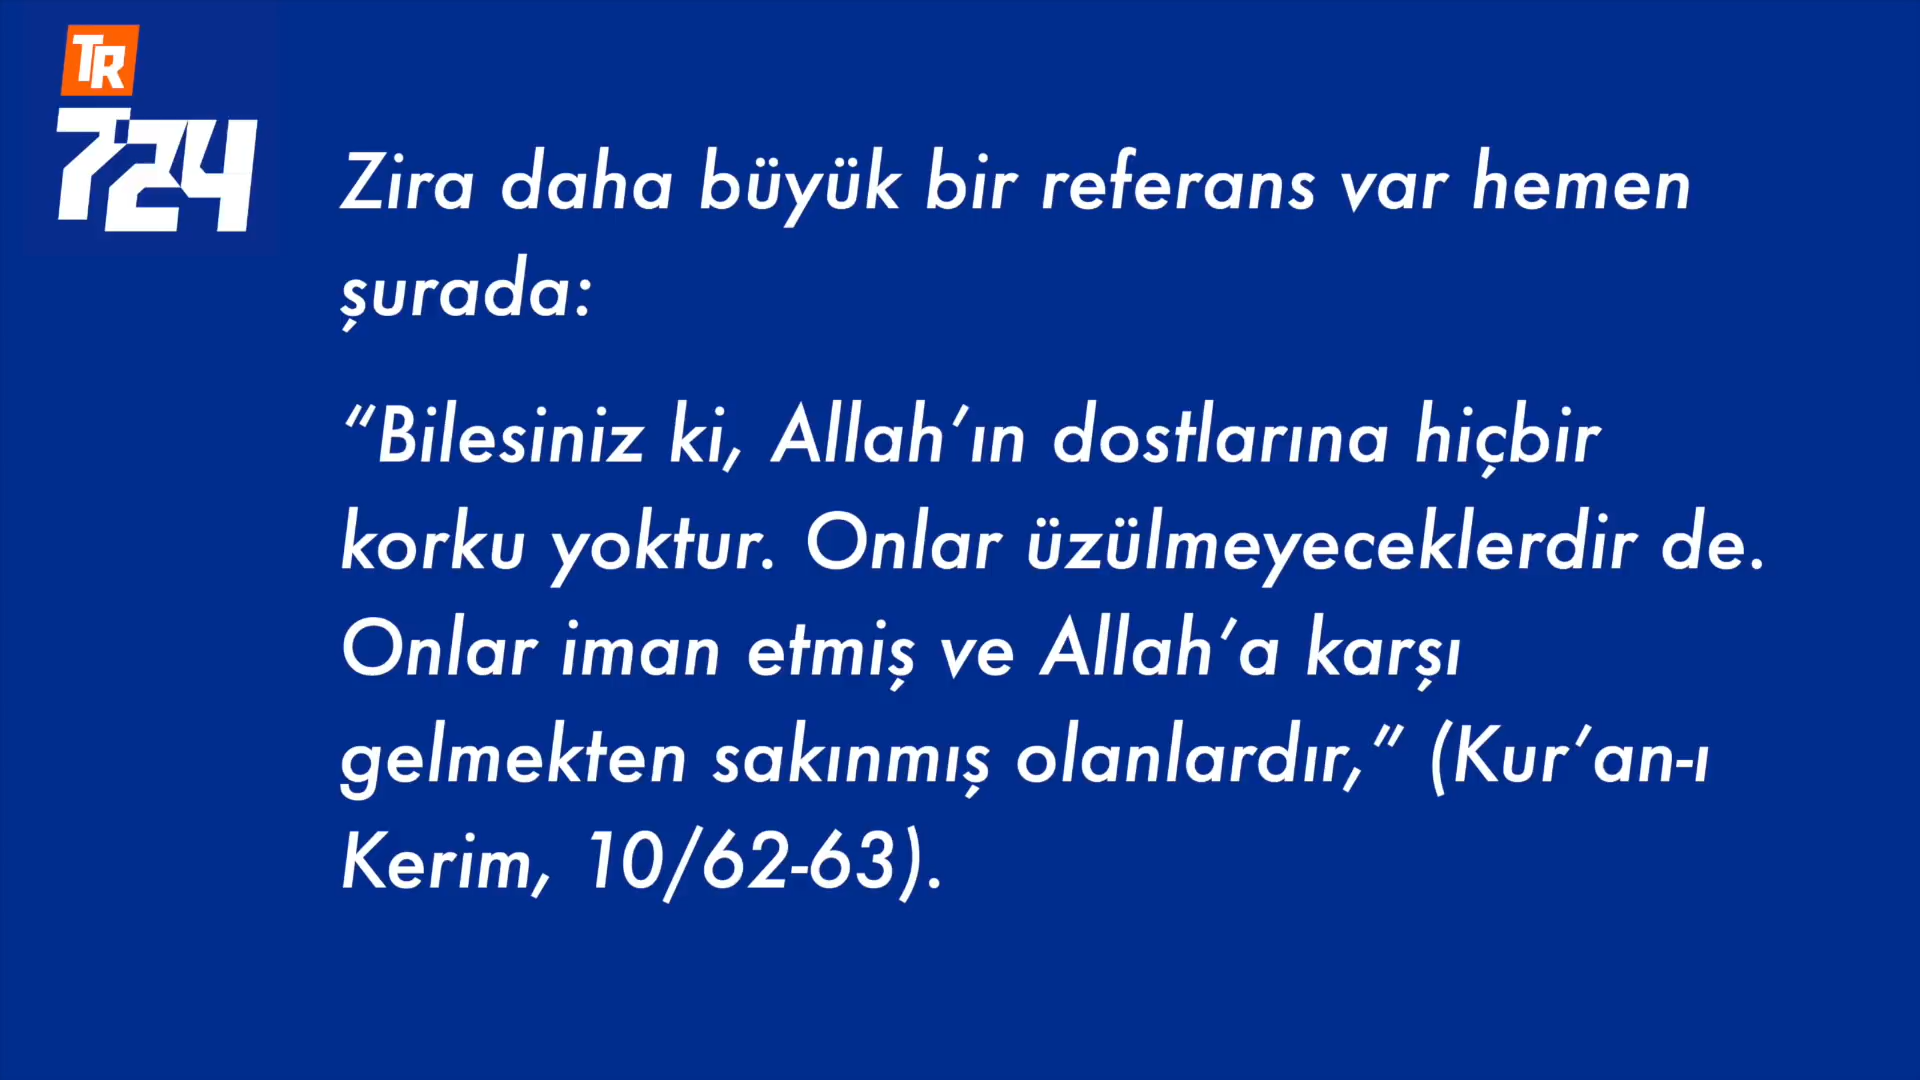 TR
724
Zira daha büyük bir referans var hemen
şurada:
“Bilesiniz ki, Allah’ın dostlarına hiçbir
korku yoktur. Onlar üzülmeyeceklerdir de.
Onlar iman etmiş ve Allah’a karşı
gelmekten sakınmış olanlardır,” (Kur’an-ı
Kerim, 10/62-63).